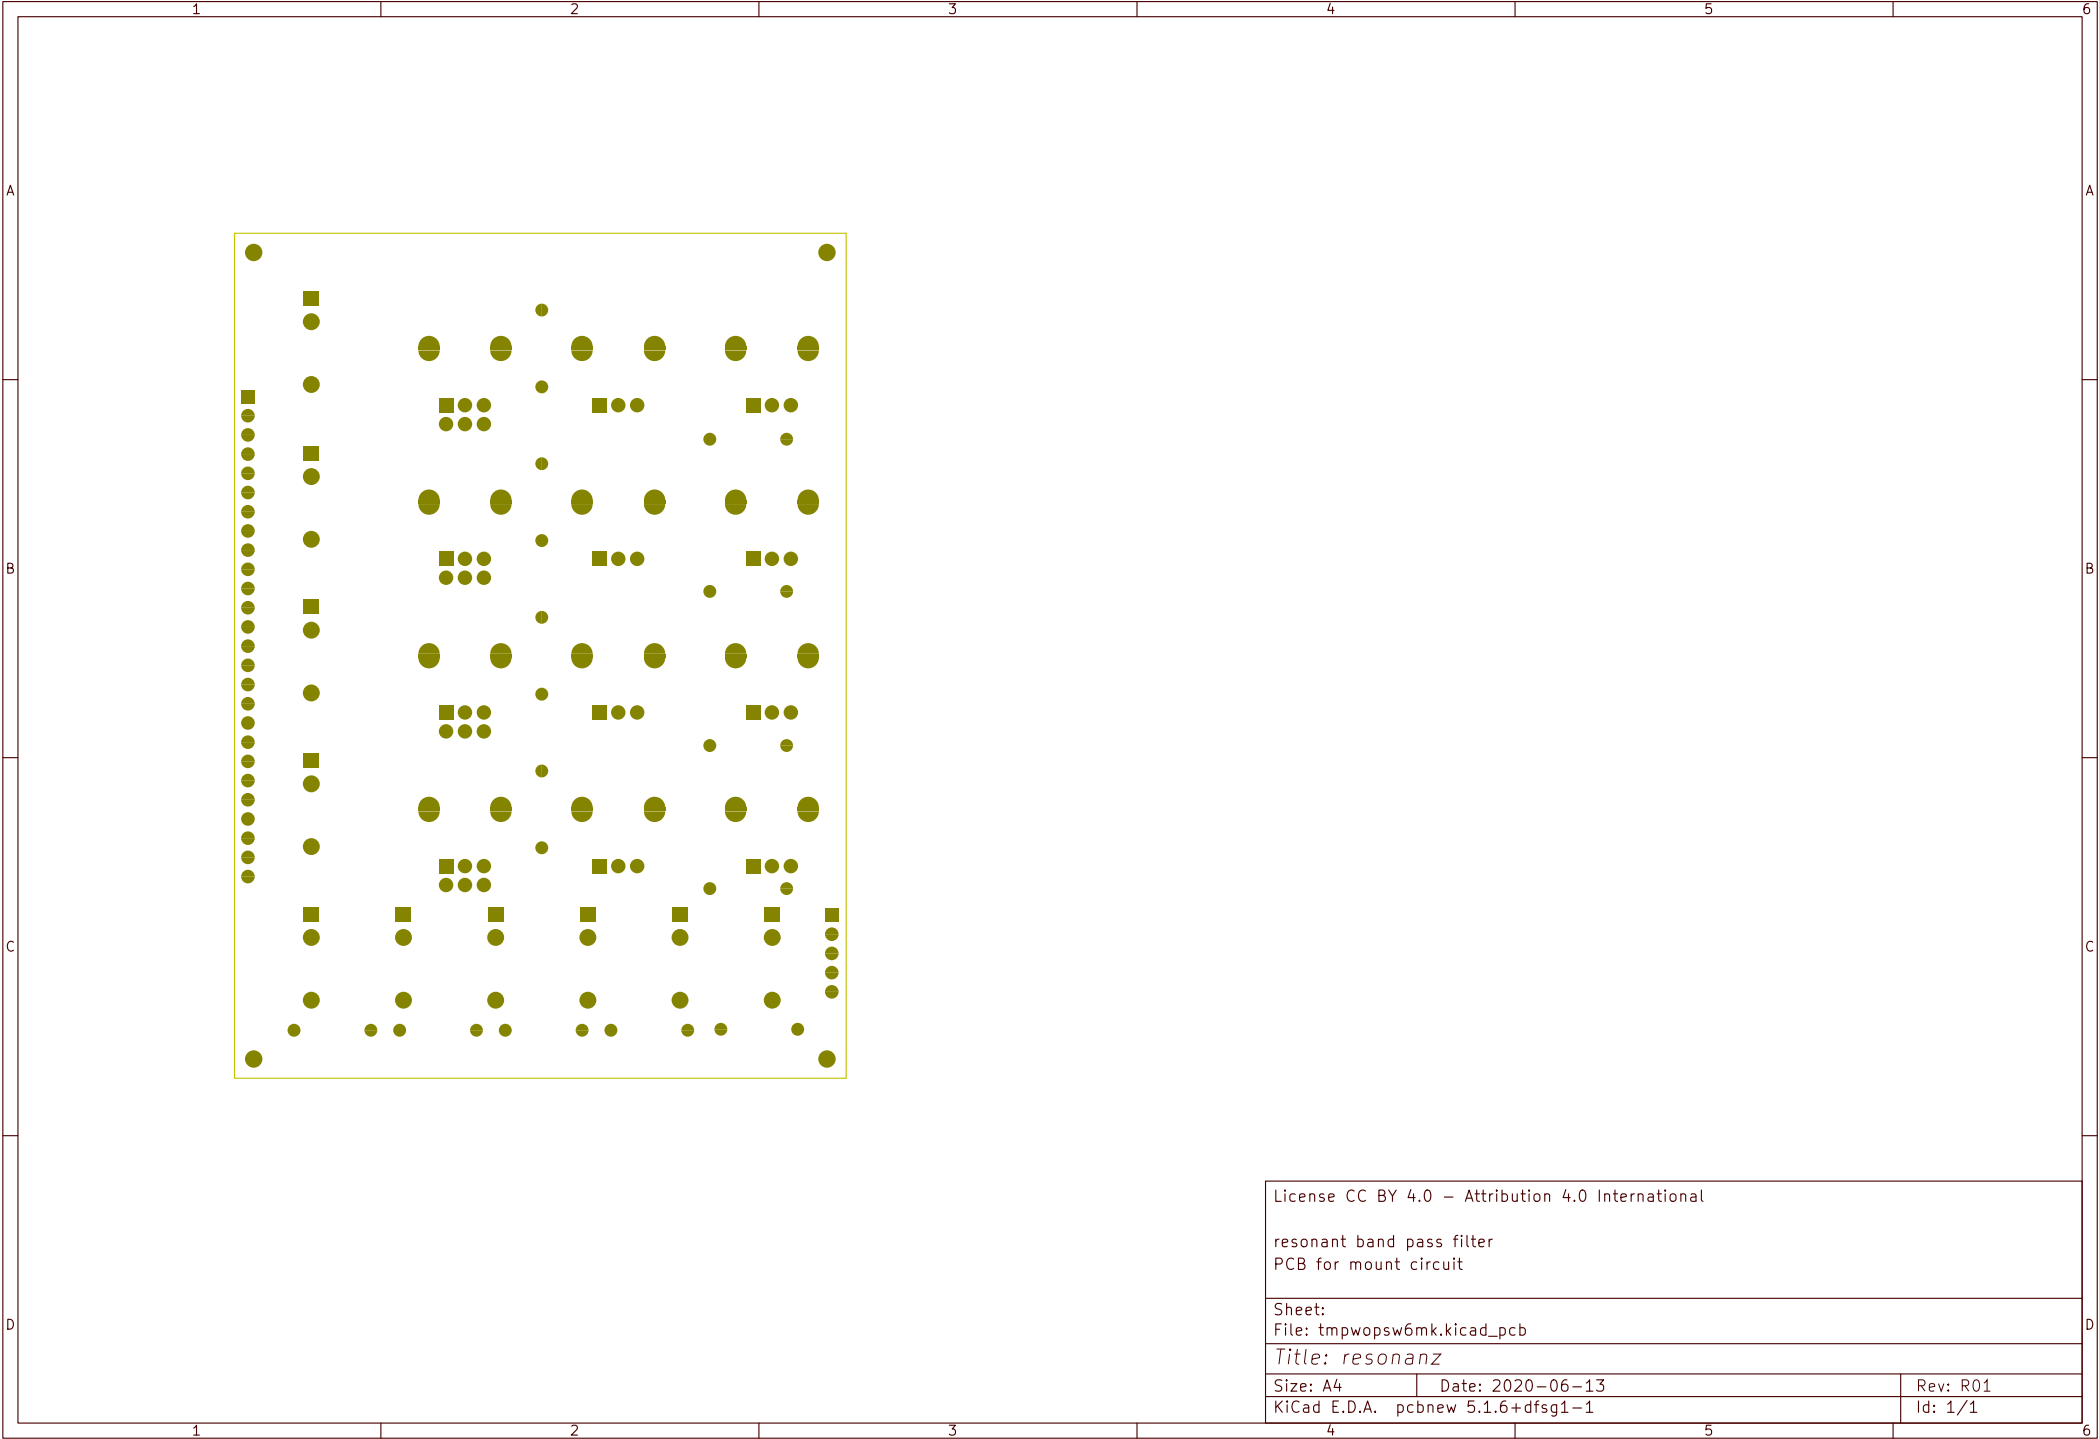 1 2 3 4 5 6
A A
B B
C C
License CC BY 4.0 – Attribution 4.0 International
resonant band pass filter
PCB for mount circuit
Sheet:
File: tmpwopsw6mk.kicad_pcb
D D
Title: resonanz
Size: A4 Date: 2020-06-13 Rev: R01
KiCad E.D.A. pcbnew 5.1.6+dfsg1-1 Id: 1/1
1 2 3 4 5 6